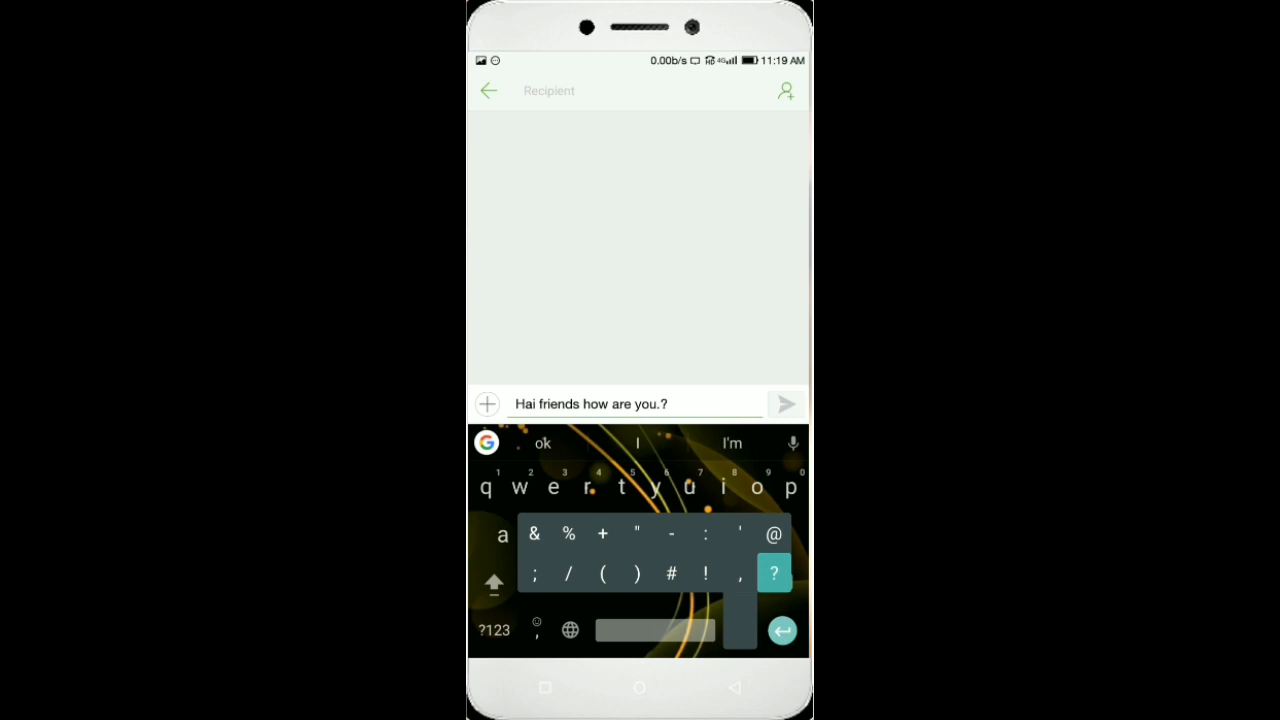 0.00b/s 4G 11:19 AM
Recipient
Hai friends how are you.?
G ok I I'm
1 2 3 4 5 6 7 8 9 0
q w e r t y u i o p
a & % + " - : ' @
; / ( ) # ! , ?
?123 ,